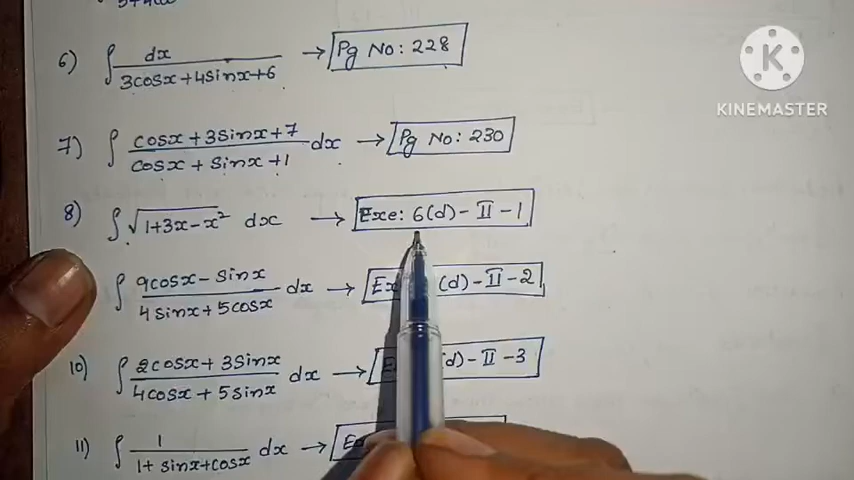 6) ∫ dx / 3cosx+4sinx+6 → Pg No: 228
7) ∫ cosx+3sinx+7 / cosx+sinx+1 dx → Pg No: 230
8) ∫ √1+3x-x² dx → Exe: 6(d)-II-1
∫ 9cosx-sinx / 4sinx+5cosx dx → (d)-II-2
10) ∫ 2cosx+3sinx / 4cosx+5sinx dx → (d)-II-3
11) ∫ 1 / 1+sinx+cosx dx →
K
KINEMASTER